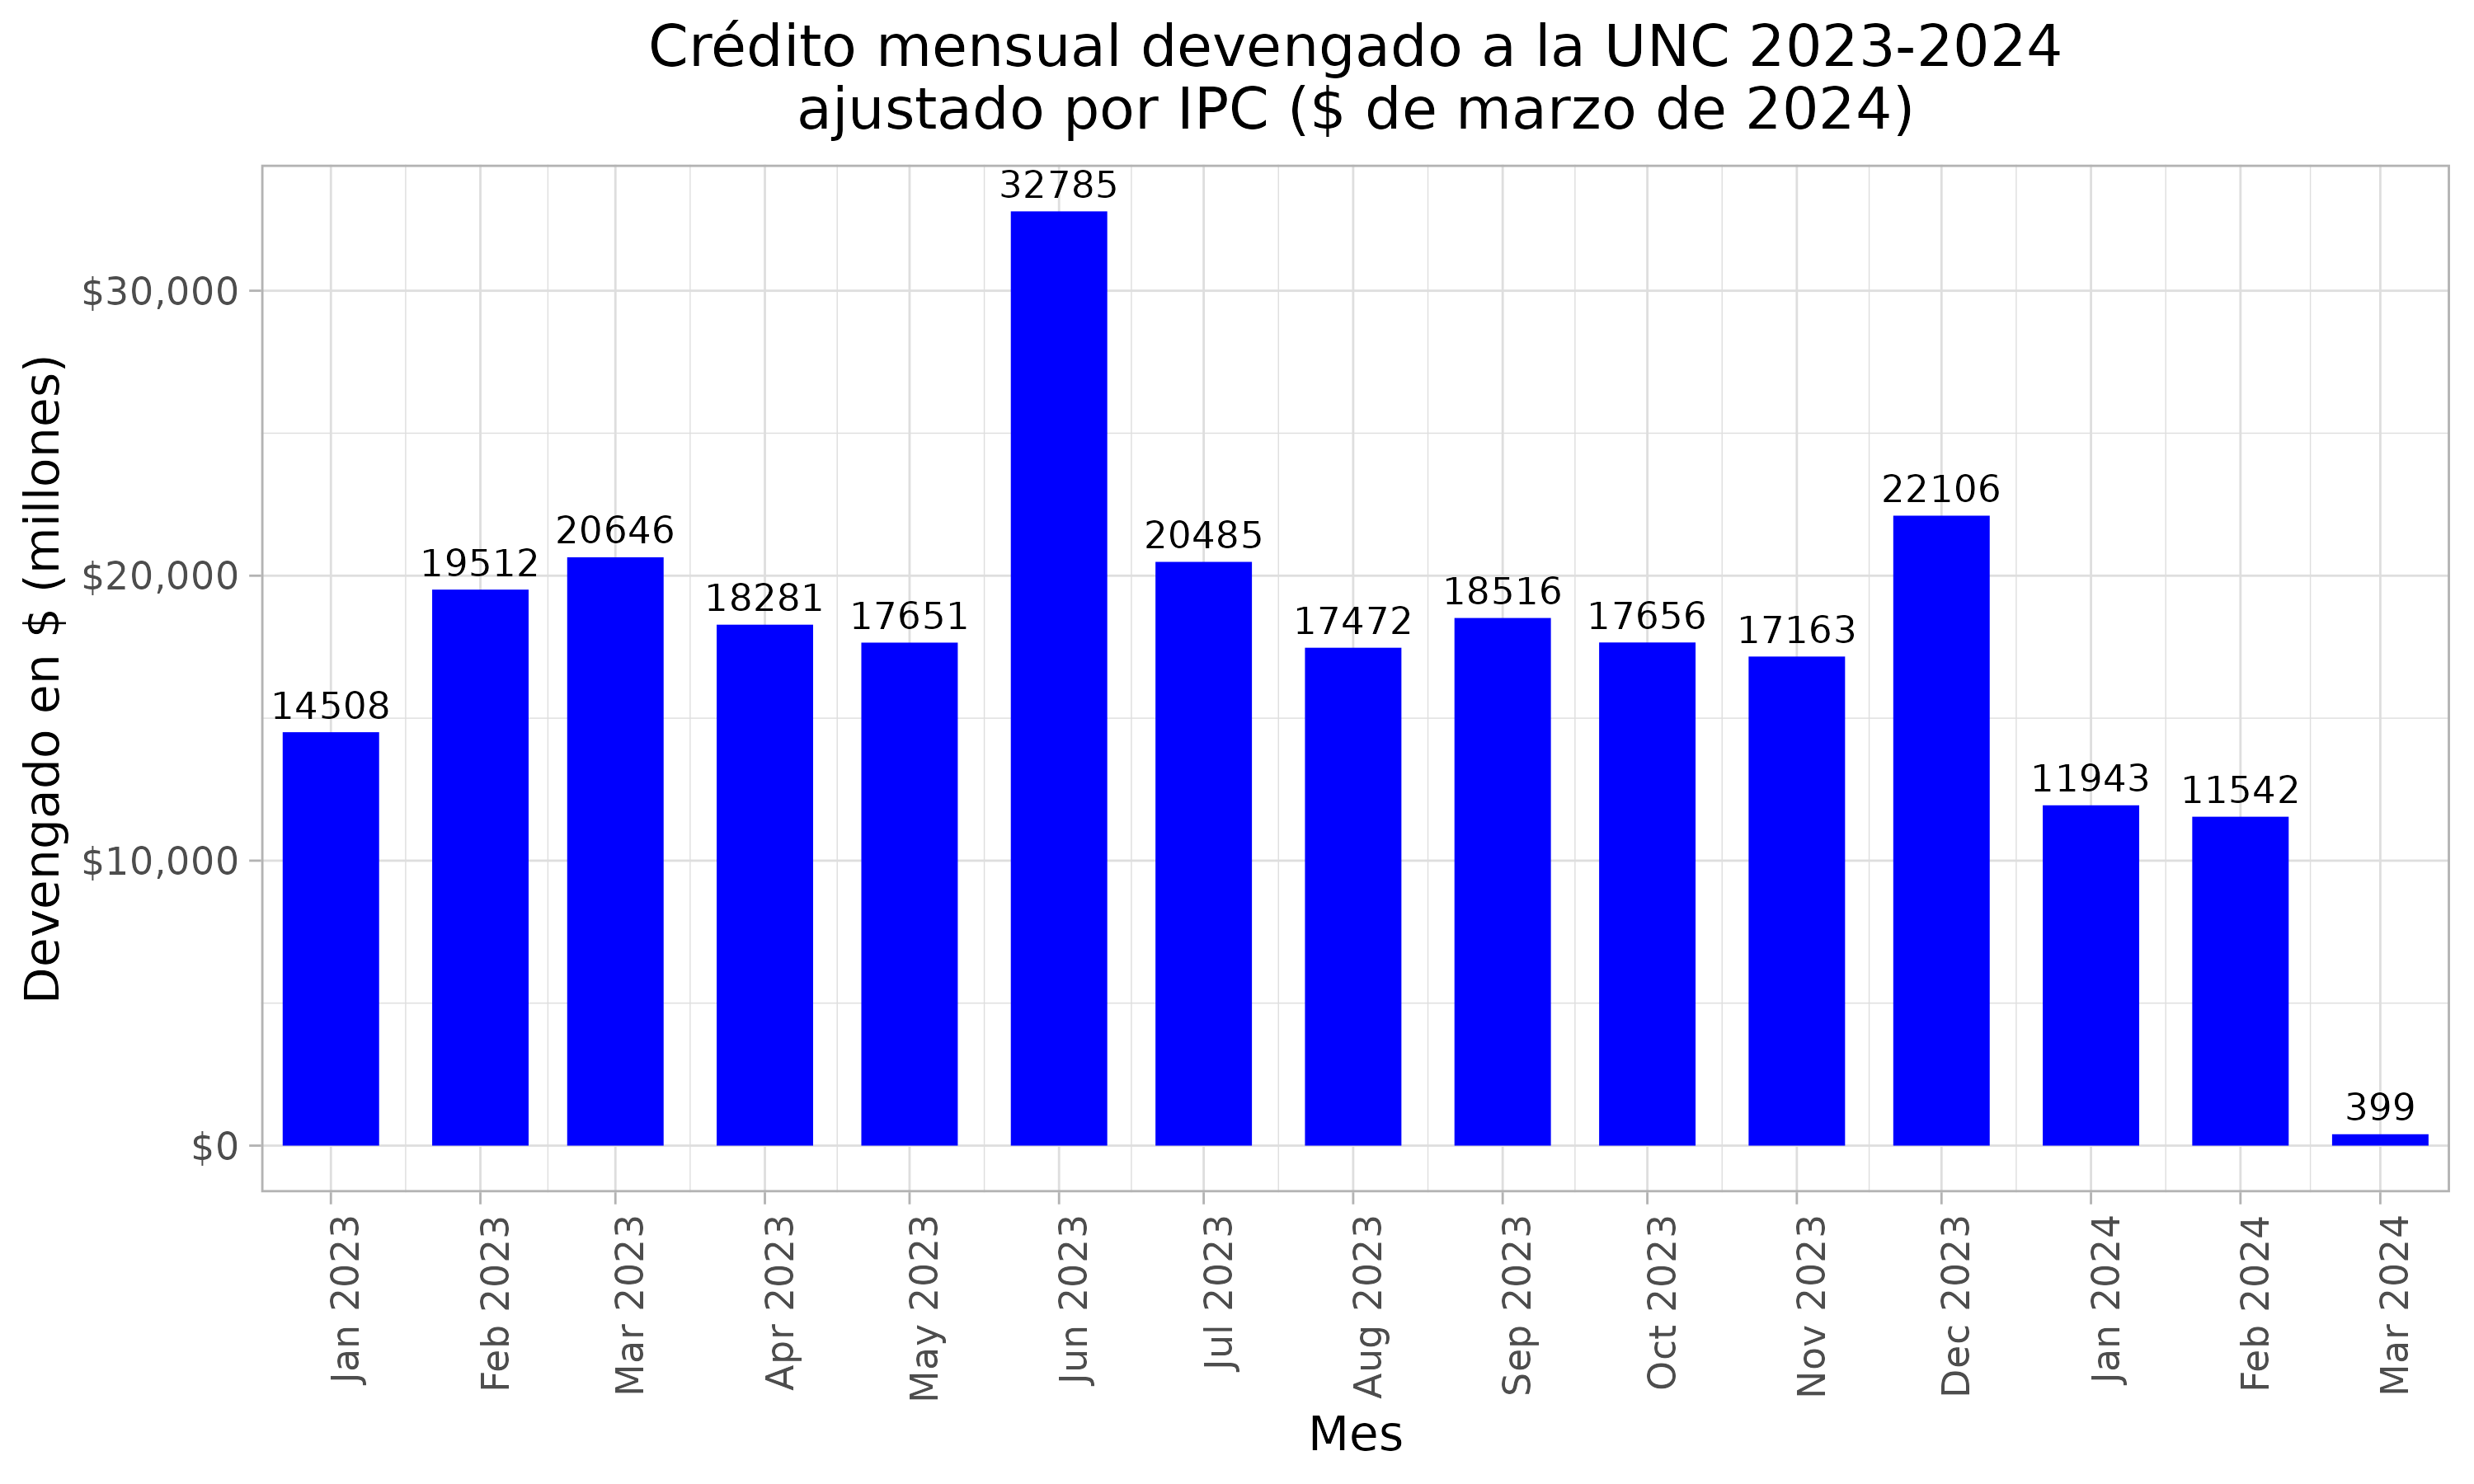 Crédito mensual devengado a la UNC 2023-2024
ajustado por IPC ($ de marzo de 2024)
Devengado en $ (millones)
$30,000
$20,000
$10,000
$0
14508
19512
20646
18281
17651
32785
20485
17472
18516
17656
17163
22106
11943
11542
399
Jan 2023
Feb 2023
Mar 2023
Apr 2023
May 2023
Jun 2023
Jul 2023
Aug 2023
Sep 2023
Oct 2023
Nov 2023
Dec 2023
Jan 2024
Feb 2024
Mar 2024
Mes